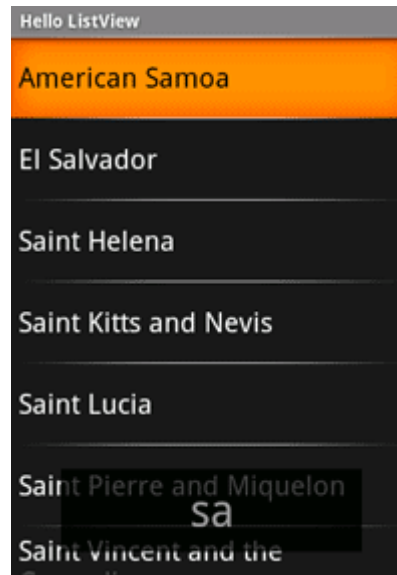 Hello ListView
American Samoa
El Salvador
Saint Helena
Saint Kitts and Nevis
Saint Lucia
Saint Pierre and Miquelon
sa
Saint Vincent and the